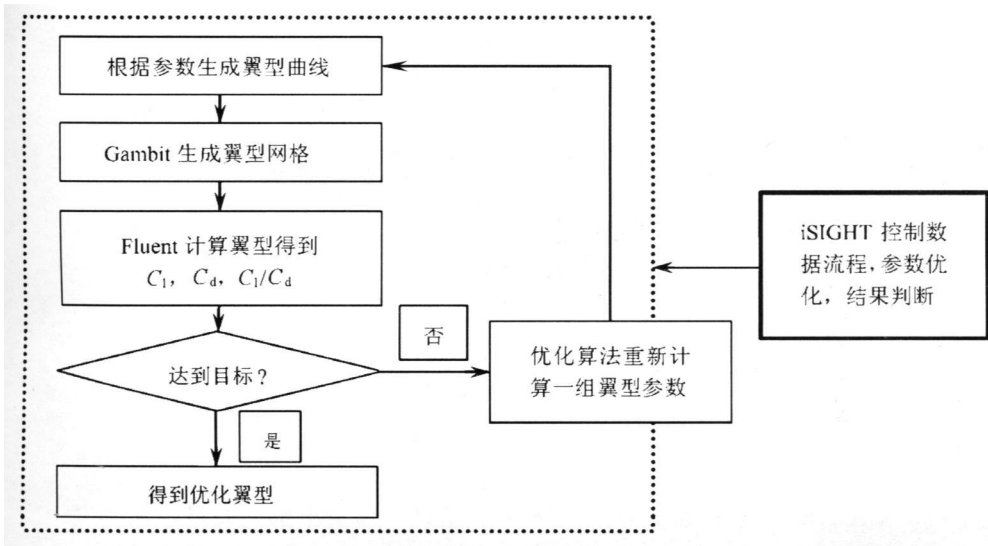 根据参数生成翼型曲线
Gambit 生成翼型网格
Fluent 计算翼型得到
C₁, C_d, C₁/C_d
达到目标?
否
是
得到优化翼型
优化算法重新计
算一组翼型参数
iSIGHT 控制数
据流程,参数优
化，结果判断